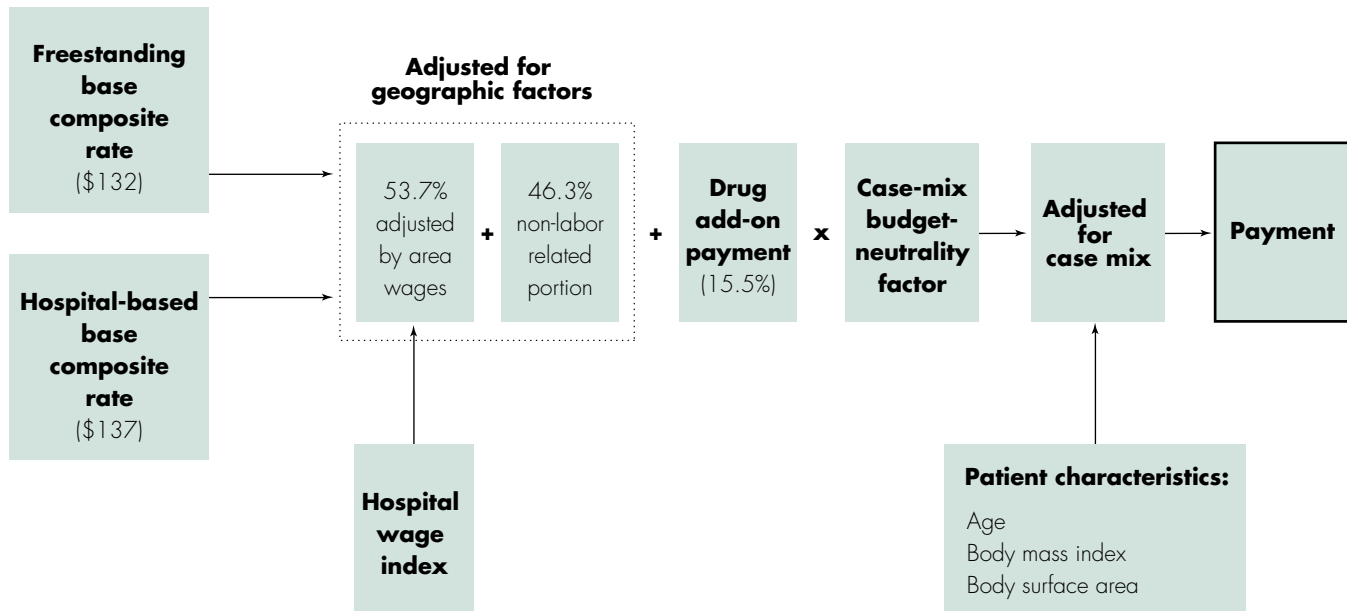 Freestanding
base
composite
rate
($132)
Hospital-based
base
composite
rate
($137)
Adjusted for
geographic factors
53.7%
adjusted
by area
wages
+
46.3%
non-labor
related
portion
+
Drug
add-on
payment
(15.5%)
x
Case-mix
budget-
neutrality
factor
Adjusted
for
case mix
Payment
Hospital
wage
index
Patient characteristics:
Age
Body mass index
Body surface area